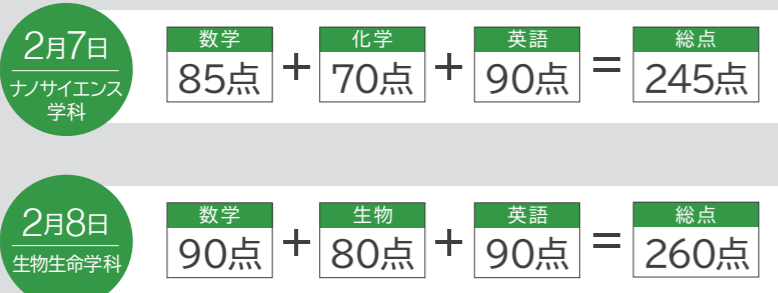 2月7日
ナノサイエンス
学科
数学 化学 英語 総点
85点 + 70点 + 90点 = 245点
2月8日
生物生命学科
数学 生物 英語 総点
90点 + 80点 + 90点 = 260点